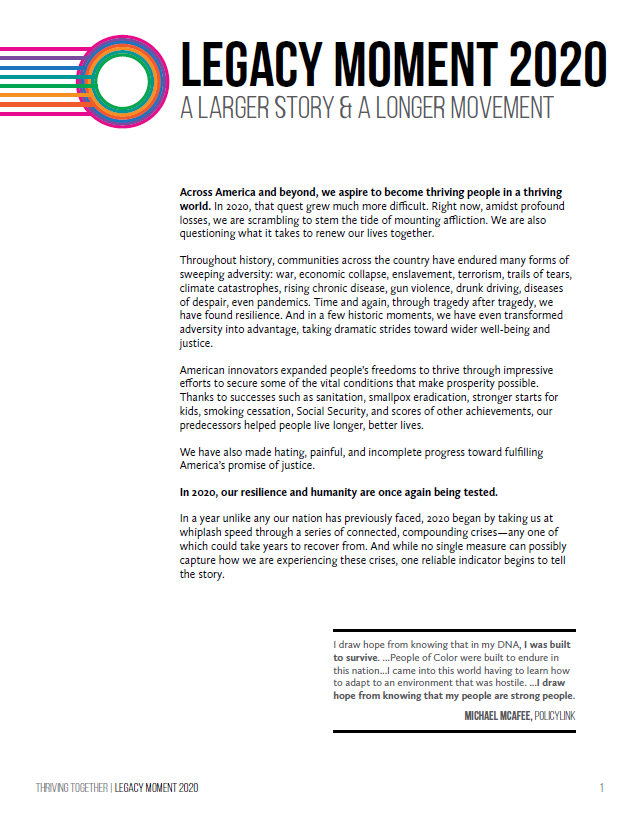 LEGACY MOMENT 2020
A LARGER STORY & A LONGER MOVEMENT
Across America and beyond, we aspire to become thriving people in a thriving
world. In 2020, that quest grew much more difficult. Right now, amidst profound
losses, we are scrambling to stem the tide of mounting affliction. We are also
questioning what it takes to renew our lives together.
Throughout history, communities across the country have endured many forms of
sweeping adversity: war, economic collapse, enslavement, terrorism, trails of tears,
climate catastrophes, rising chronic disease, gun violence, drunk driving, diseases
of despair, even pandemics. Time and again, through tragedy after tragedy, we
have found resilience. And in a few historic moments, we have even transformed
adversity into advantage, taking dramatic strides toward wider well-being and
justice.
American innovators expanded people's freedoms to thrive through impressive
efforts to secure some of the vital conditions that make prosperity possible.
Thanks to successes such as sanitation, smallpox eradication, stronger starts for
kids, smoking cessation, Social Security, and scores of other achievements, our
predecessors helped people live longer, better lives.
We have also made hating, painful, and incomplete progress toward fulfilling
America's promise of justice.
In 2020, our resilience and humanity are once again being tested.
In a year unlike any our nation has previously faced, 2020 began by taking us at
whiplash speed through a series of connected, compounding crises—any one of
which could take years to recover from. And while no single measure can possibly
capture how we are experiencing these crises, one reliable indicator begins to tell
the story.
I draw hope from knowing that in my DNA, I was built
to survive. ...People of Color were built to endure in
this nation...I came into this world having to learn how
to adapt to an environment that was hostile. ...I draw
hope from knowing that my people are strong people.
MICHAEL MCAFEE, POLICYLINK
THRIVING TOGETHER | LEGACY MOMENT 2020 1